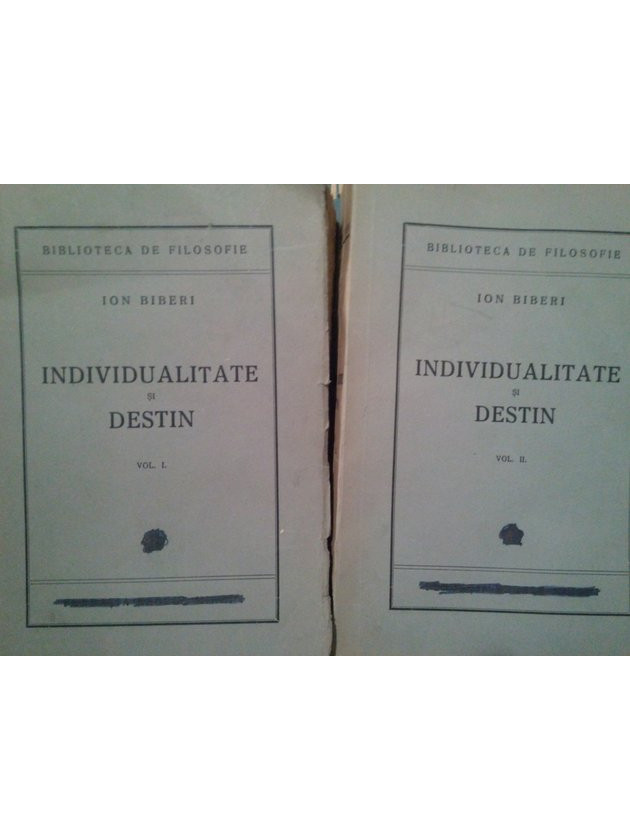 BIBLIOTECA DE FILOSOFIE
ION BIBERI
INDIVIDUALITATE
ȘI
DESTIN
VOL. I.
BIBLIOTECA DE FILOSOFIE
ION BIBERI
INDIVIDUALITATE
ȘI
DESTIN
VOL. II.